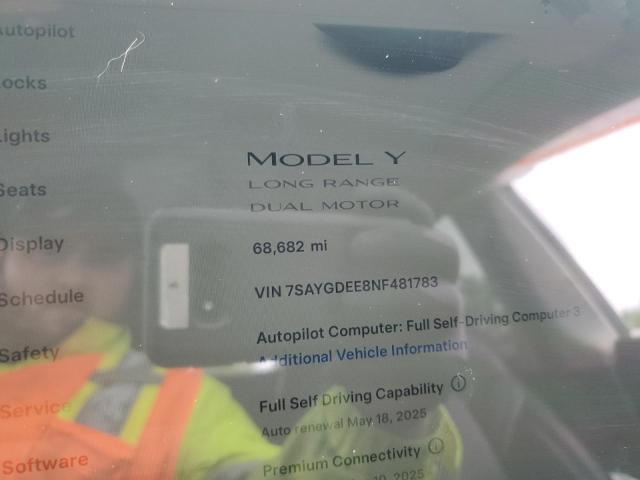 Autopilot
Locks
Lights
MODEL Y
LONG RANGE
Seats
DUAL MOTOR
Display
68,682 mi
Schedule
VIN 7SAYGDEE8NF481783
Autopilot Computer: Full Self-Driving Computer 3
Safety
Additional Vehicle Information
Full Self Driving Capability
Service
Auto renewal May 18, 2025
Software
Premium Connectivity
2025